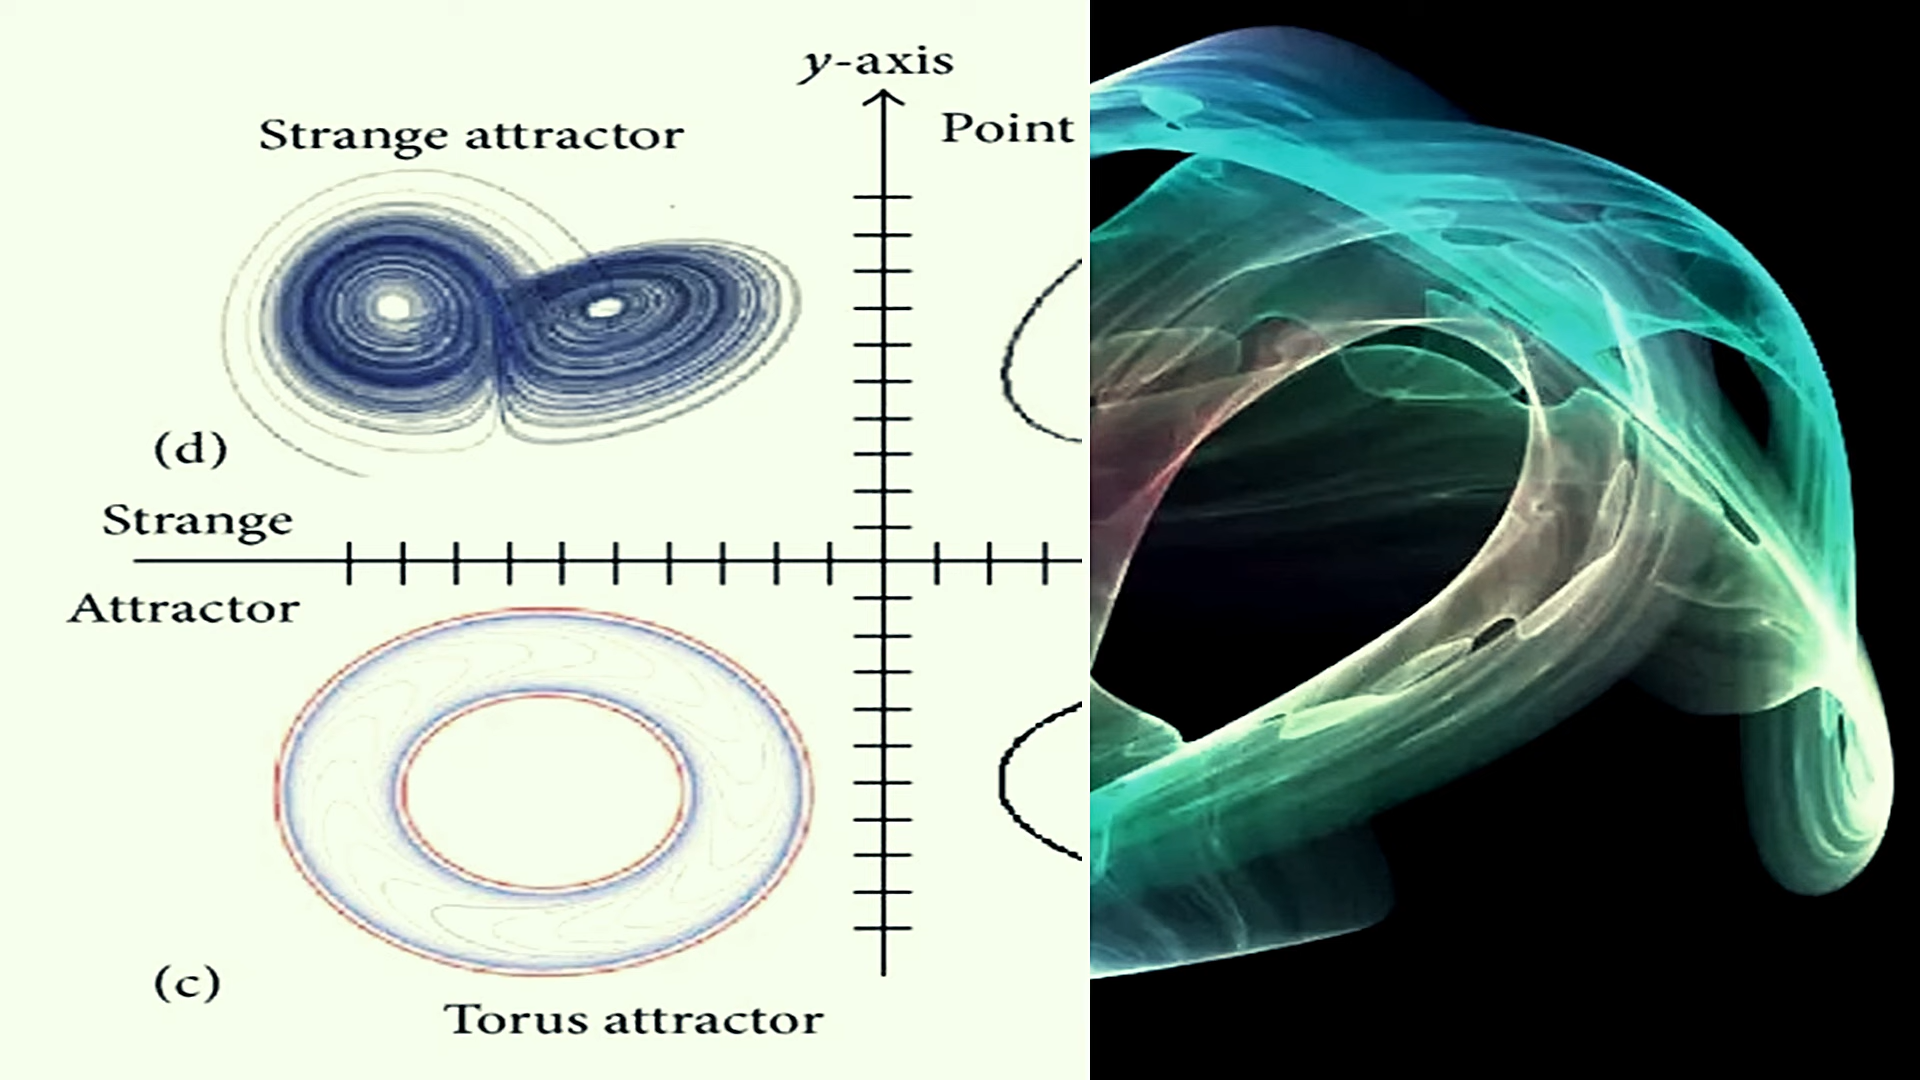 y-axis
Strange attractor
Point
(d)
Strange
Attractor
(c)
Torus attractor